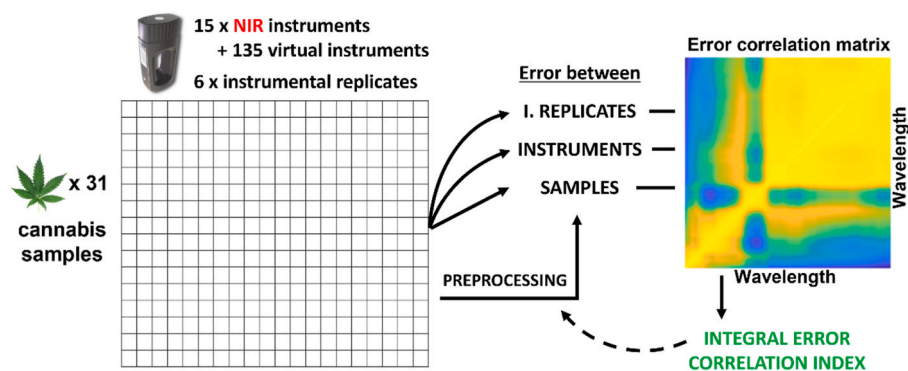 15 x NIR instruments
+ 135 virtual instruments
6 x instrumental replicates
x 31
cannabis
samples
Error between
I. REPLICATES
INSTRUMENTS
SAMPLES
PREPROCESSING
Error correlation matrix
Wavelength
Wavelength
INTEGRAL ERROR
CORRELATION INDEX